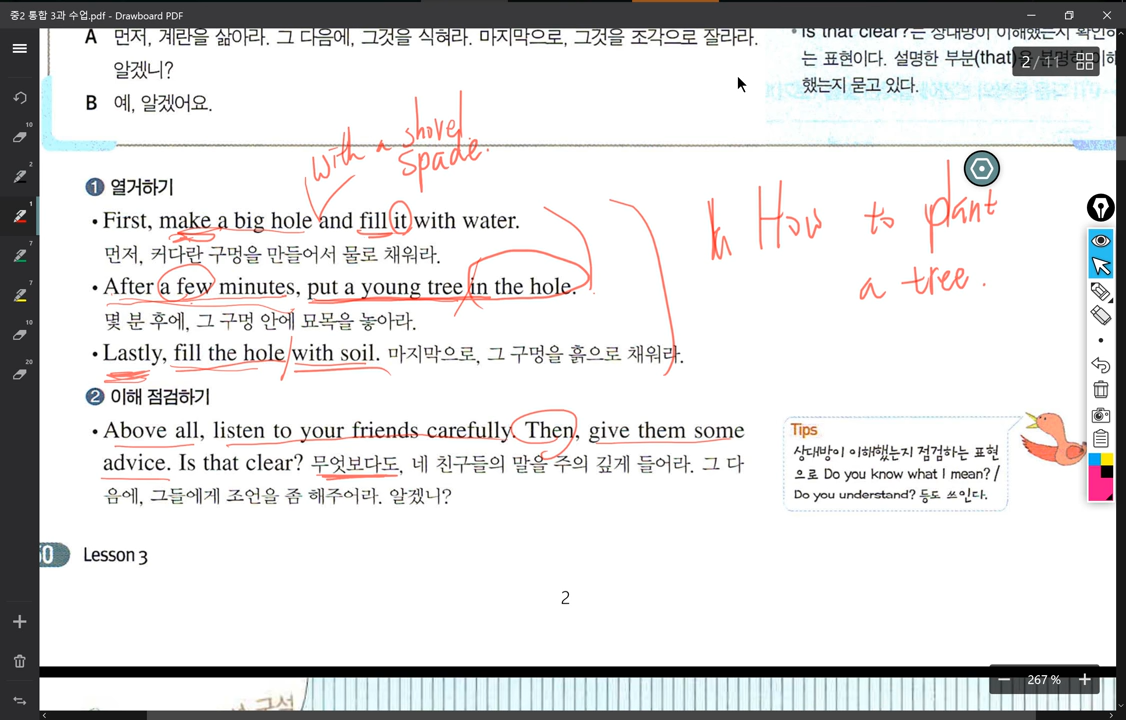 중2 통합 3과 수업.pdf - Drawboard PDF
A 먼저, 계란을 삶아라. 그 다음에, 그것을 식혀라. 마지막으로, 그것을 조각으로 잘라라.
알겠니?
B 예, 알겠어요.
Is that clear?는 상대방이 이해했는지 확인하
는 표현이다. 설명한 부분(that)을 분명히 이해
했는지 묻고 있다.
2/11
with a shovel
spade.
1 열거하기
• First, make a big hole and fill it with water.
먼저, 커다란 구멍을 만들어서 물로 채워라.
• After a few minutes, put a young tree in the hole.
몇 분 후에, 그 구멍 안에 묘목을 놓아라.
• Lastly, fill the hole with soil. 마지막으로, 그 구멍을 흙으로 채워라.
How to plant
a tree.
2 이해 점검하기
• Above all, listen to your friends carefully. Then, give them some
advice. Is that clear? 무엇보다도, 네 친구들의 말을 주의 깊게 들어라. 그 다
음에, 그들에게 조언을 좀 해주어라. 알겠니?
Tips
상대방이 이해했는지 점검하는 표현
으로 Do you know what I mean? /
Do you understand? 등도 쓰인다.
0 Lesson 3
2
267 %
10
2
1
7
7
10
20